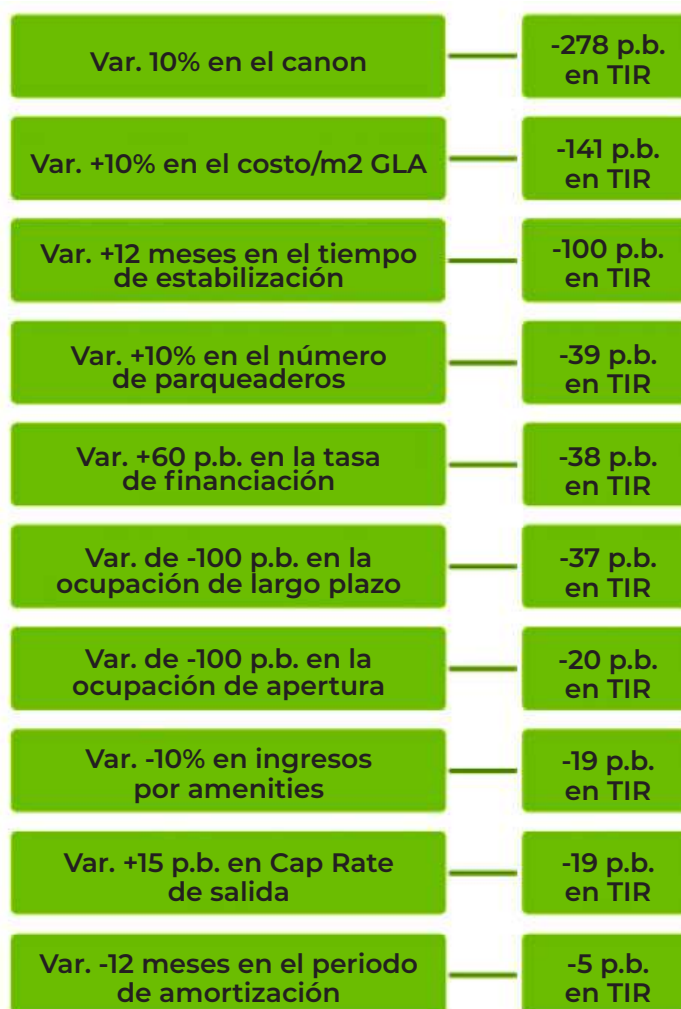 Var. 10% en el canon
-278 p.b.
en TIR
Var. +10% en el costo/m2 GLA
-141 p.b.
en TIR
Var. +12 meses en el tiempo
de estabilización
-100 p.b.
en TIR
Var. +10% en el número
de parqueaderos
-39 p.b.
en TIR
Var. +60 p.b. en la tasa
de financiación
-38 p.b.
en TIR
Var. de -100 p.b. en la
ocupación de largo plazo
-37 p.b.
en TIR
Var. de -100 p.b. en la
ocupación de apertura
-20 p.b.
en TIR
Var. -10% en ingresos
por amenities
-19 p.b.
en TIR
Var. +15 p.b. en Cap Rate
de salida
-19 p.b.
en TIR
Var. -12 meses en el periodo
de amortización
-5 p.b.
en TIR